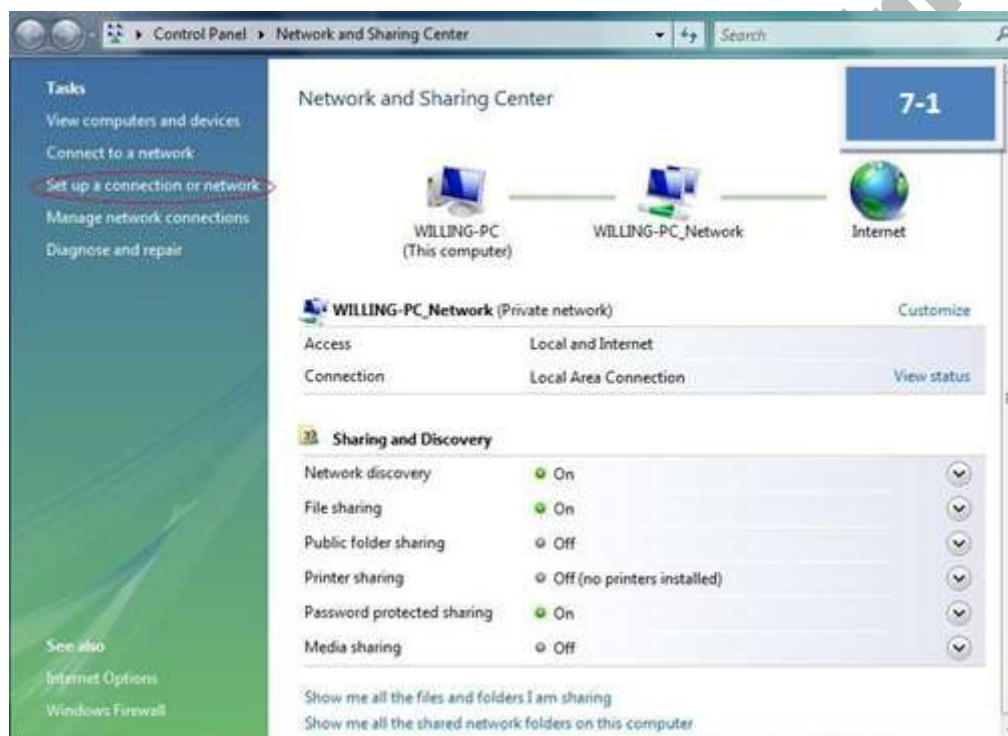 Control Panel ▸ Network and Sharing Center
Search
Tasks
View computers and devices
Connect to a network
Set up a connection or network
Manage network connections
Diagnose and repair
See also
Internet Options
Windows Firewall
Network and Sharing Center
7-1
WILLING-PC
(This computer)
WILLING-PC_Network
Internet
WILLING-PC_Network (Private network) Customize
Access Local and Internet
Connection Local Area Connection View status
Sharing and Discovery
Network discovery On
File sharing On
Public folder sharing Off
Printer sharing Off (no printers installed)
Password protected sharing On
Media sharing Off
Show me all the files and folders I am sharing
Show me all the shared network folders on this computer